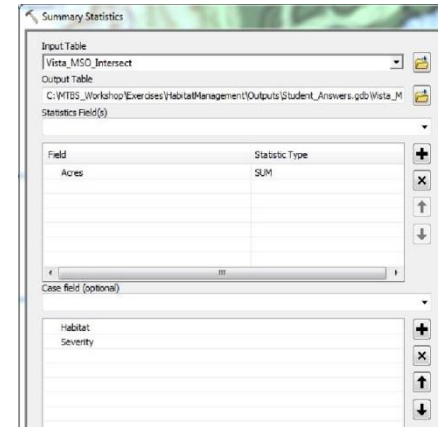 Summary Statistics
Input Table
Vista_MSO_Intersect
Output Table
C:\MTBS_Workshop\Exercises\HabitatManagement\Outputs\Student_Answers.gdb\Vista_M
Statistics Field(s)
Field Statistic Type
Acres SUM
Case field (optional)
Habitat
Severity